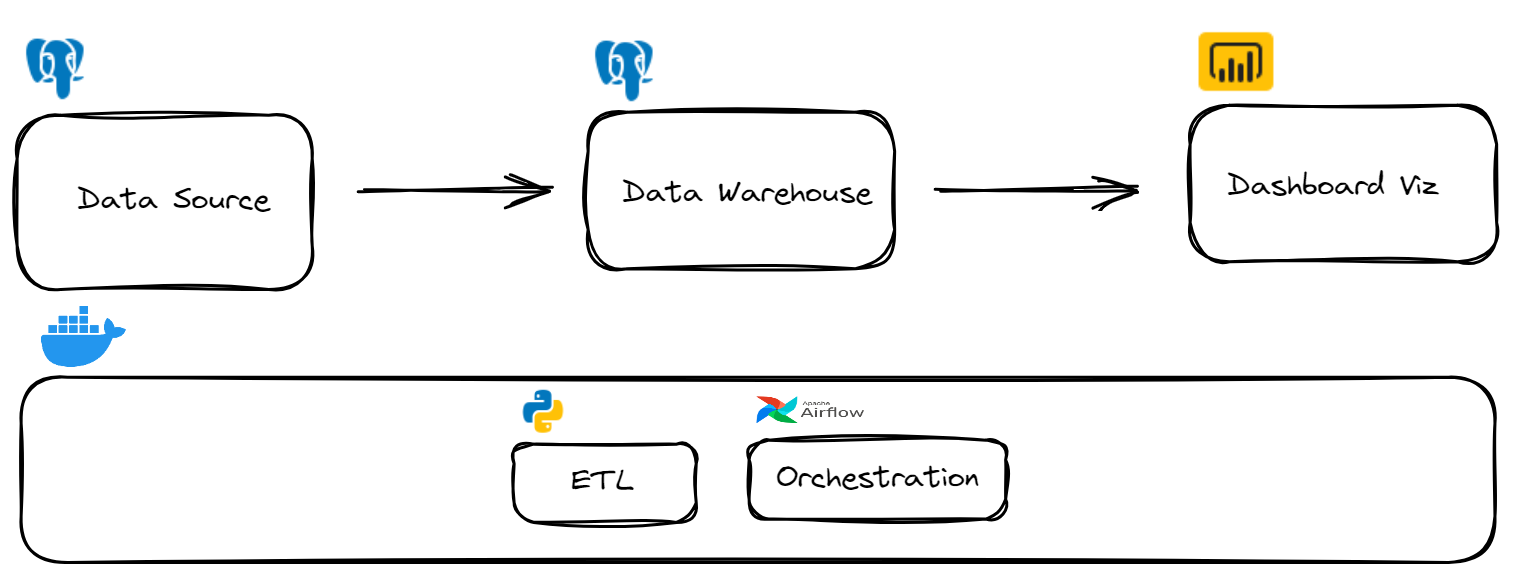 Data Source
Data Warehouse
Dashboard Viz
Apache
Airflow
ETL
Orchestration